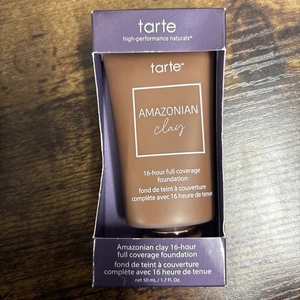 tarte
high-performance naturals™
tarte™
AMAZONIAN
clay
16-hour full coverage
foundation
fond de teint à couverture
complète avec 16 heure de tenue
Amazonian clay 16-hour
full coverage foundation
fond de teint à couverture
complète avec 16 heure de tenue
net 50 mL / 1.7 Fl. Oz.